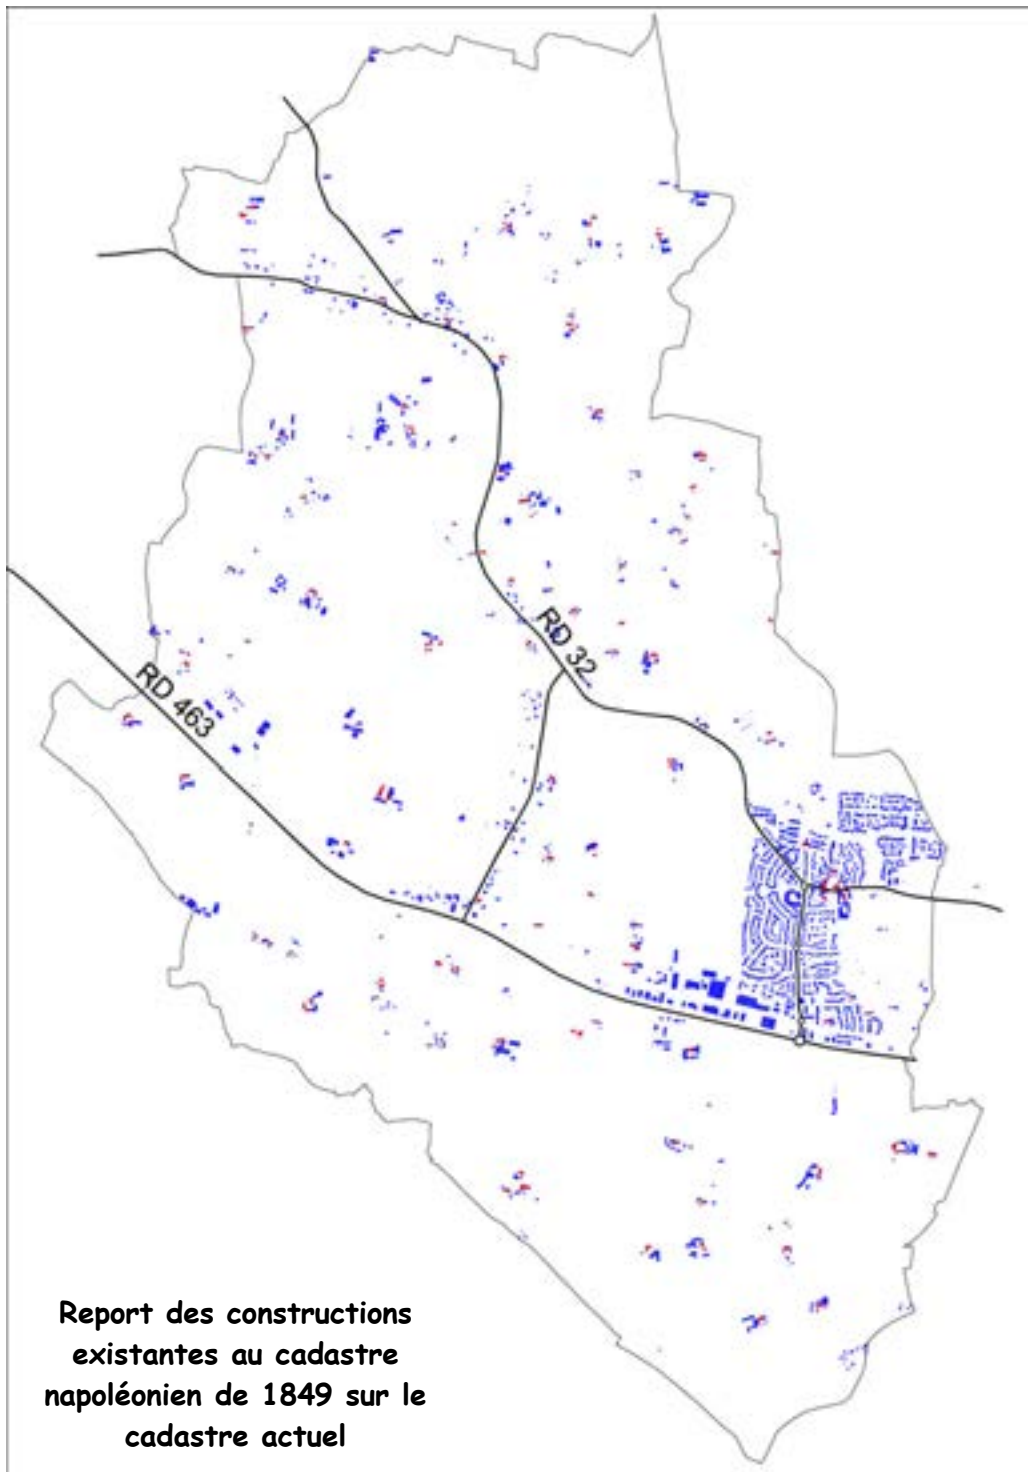 RD 32
RD 463
Report des constructions
existantes au cadastre
napoléonien de 1849 sur le
cadastre actuel